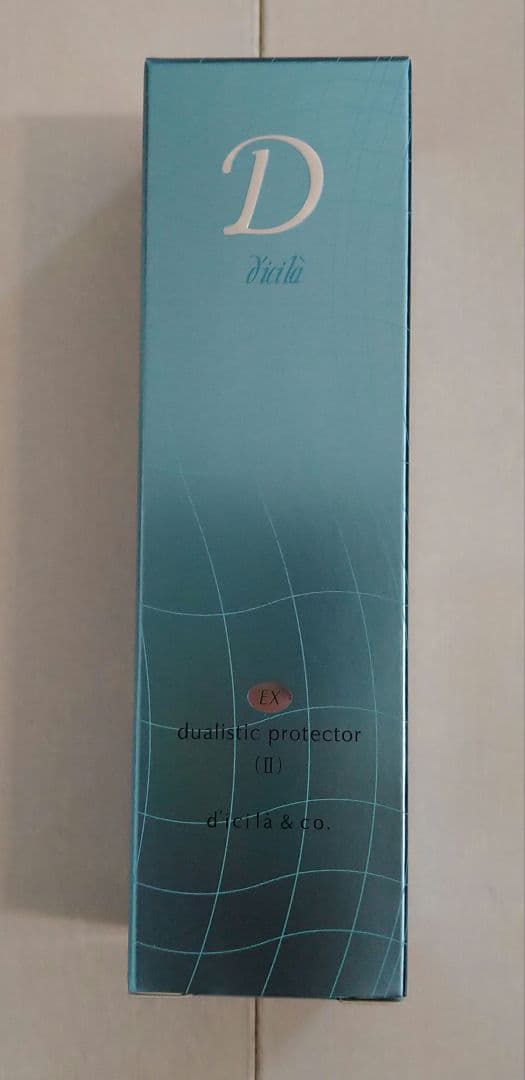 D
d'icilà
EX
dualistic protector
(Ⅱ)
d'icilà & co.